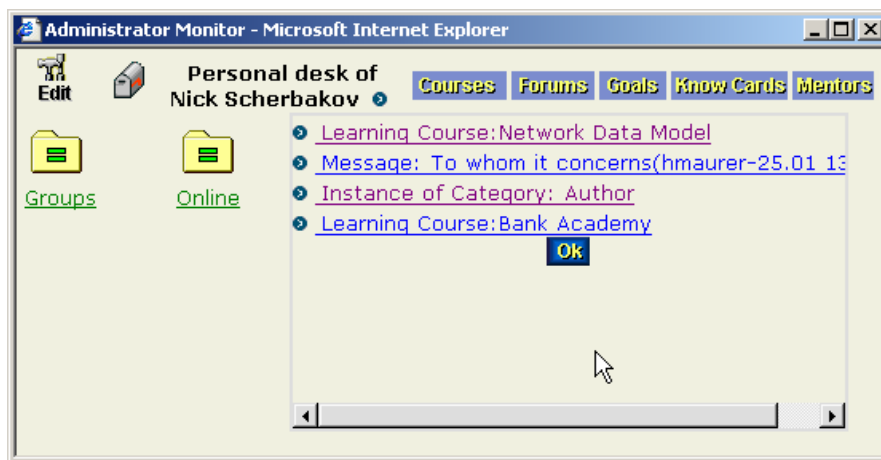 Administrator Monitor - Microsoft Internet Explorer
Edit
Personal desk of
Nick Scherbakov
Courses Forums Goals Know Cards Mentors
Groups
Online
Learning Course:Network Data Model
Message: To whom it concerns(hmaurer-25.01 13
Instance of Category: Author
Learning Course:Bank Academy
Ok